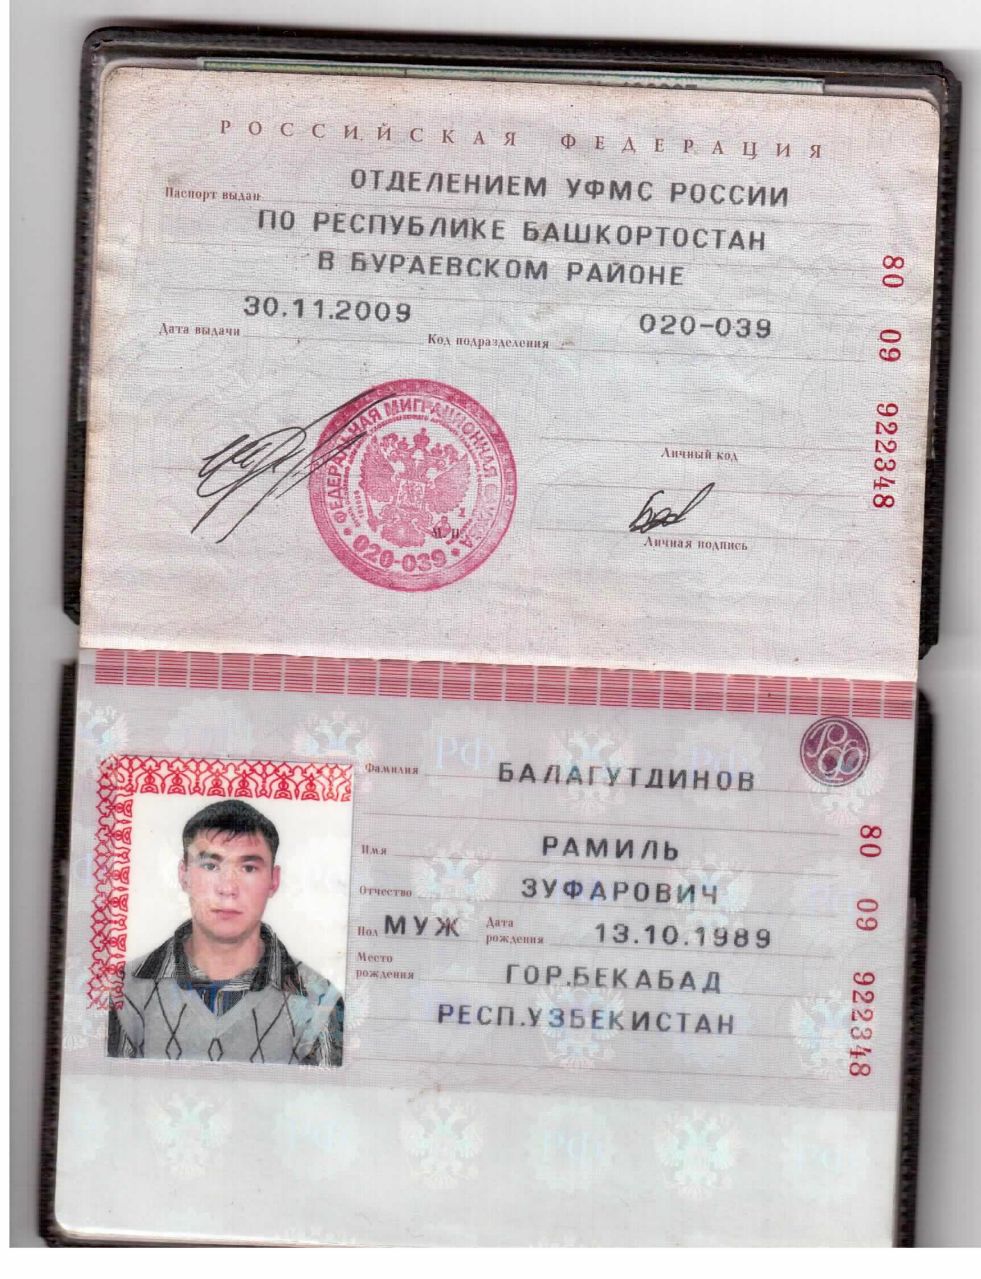 РОССИЙСКАЯ ФЕДЕРАЦИЯ
Паспорт выдан ОТДЕЛЕНИЕМ УФМС РОССИИ
ПО РЕСПУБЛИКЕ БАШКОРТОСТАН
В БУРАЕВСКОМ РАЙОНЕ
30.11.2009 020-039
Дата выдачи Код подразделения
80 09 922348
ФЕДЕРАЛЬНАЯ МИГРАЦИОННАЯ СЛУЖБА
020-039
М. П.
Личный код
Личная подпись
Фамилия БАЛАГУТДИНОВ
Имя РАМИЛЬ
Отчество ЗУФАРОВИЧ
Пол МУЖ Дата рождения 13.10.1989
Место рождения ГОР.БЕКАБАД
РЕСП.УЗБЕКИСТАН
80 09 922348
РФ